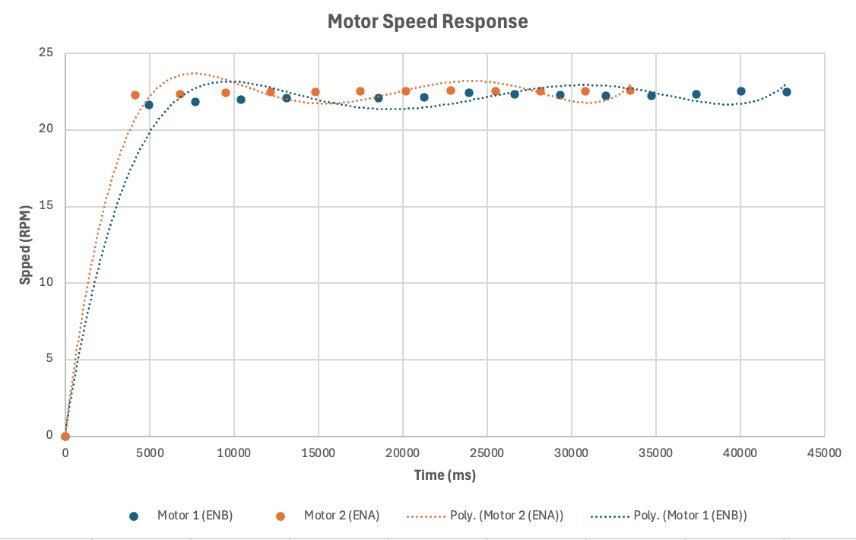 Motor Speed Response
25
20
15
10
5
0
Spped (RPM)
0 5000 10000 15000 20000 25000 30000 35000 40000 45000
Time (ms)
Motor 1 (ENB) Motor 2 (ENA) Poly. (Motor 2 (ENA)) Poly. (Motor 1 (ENB))